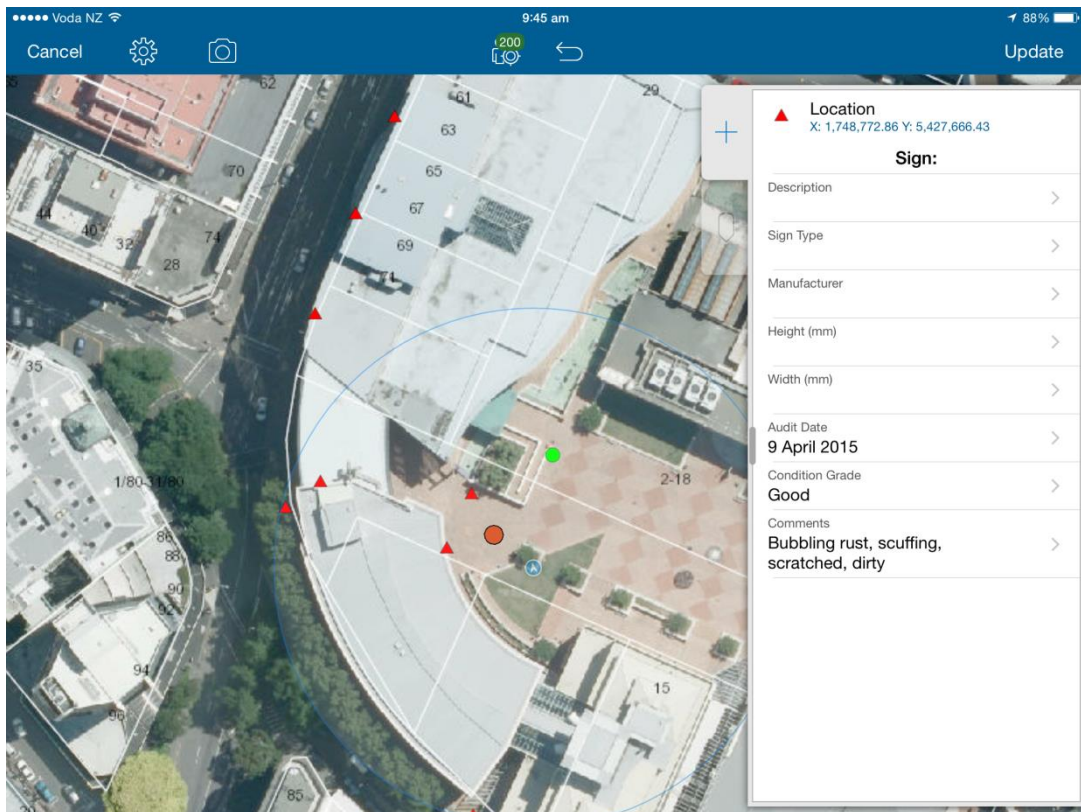 Voda NZ
9:45 am
88%
Cancel
200
Update
62
61
29
63
70
65
67
44
40
32
74
69
71
28
35
1/80-31/80
2-18
86
88
90
92
94
96
15
85
Location
X: 1,748,772.86 Y: 5,427,666.43
Sign:
Description
Sign Type
Manufacturer
Height (mm)
Width (mm)
Audit Date
9 April 2015
Condition Grade
Good
Comments
Bubbling rust, scuffing,
scratched, dirty